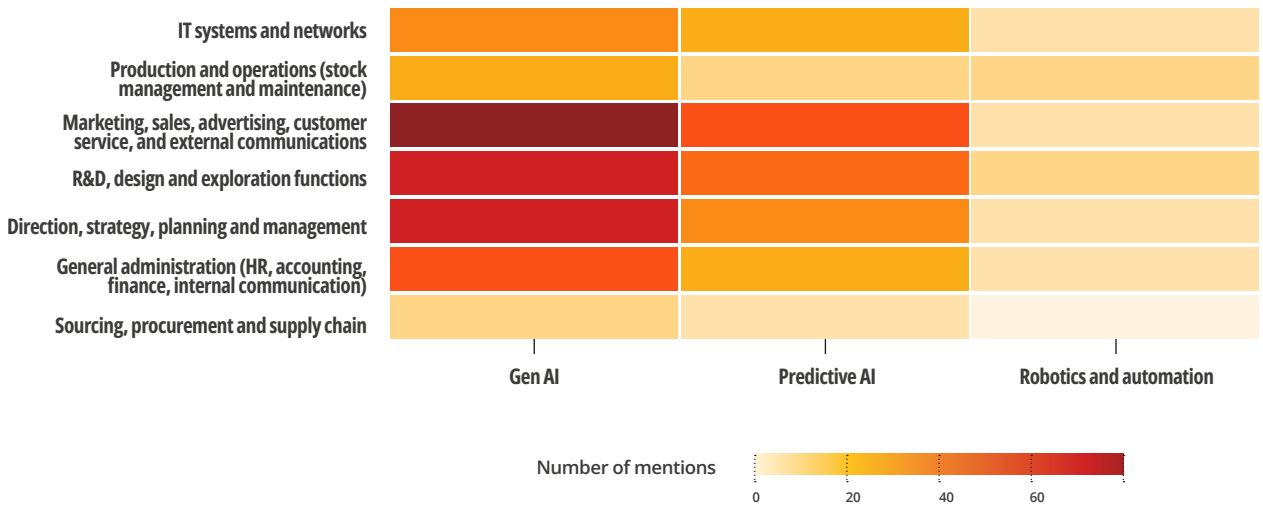 IT systems and networks
Production and operations (stock
management and maintenance)
Marketing, sales, advertising, customer
service, and external communications
R&D, design and exploration functions
Direction, strategy, planning and management
General administration (HR, accounting,
finance, internal communication)
Sourcing, procurement and supply chain
Gen AI
Predictive AI
Robotics and automation
Number of mentions
0
20
40
60